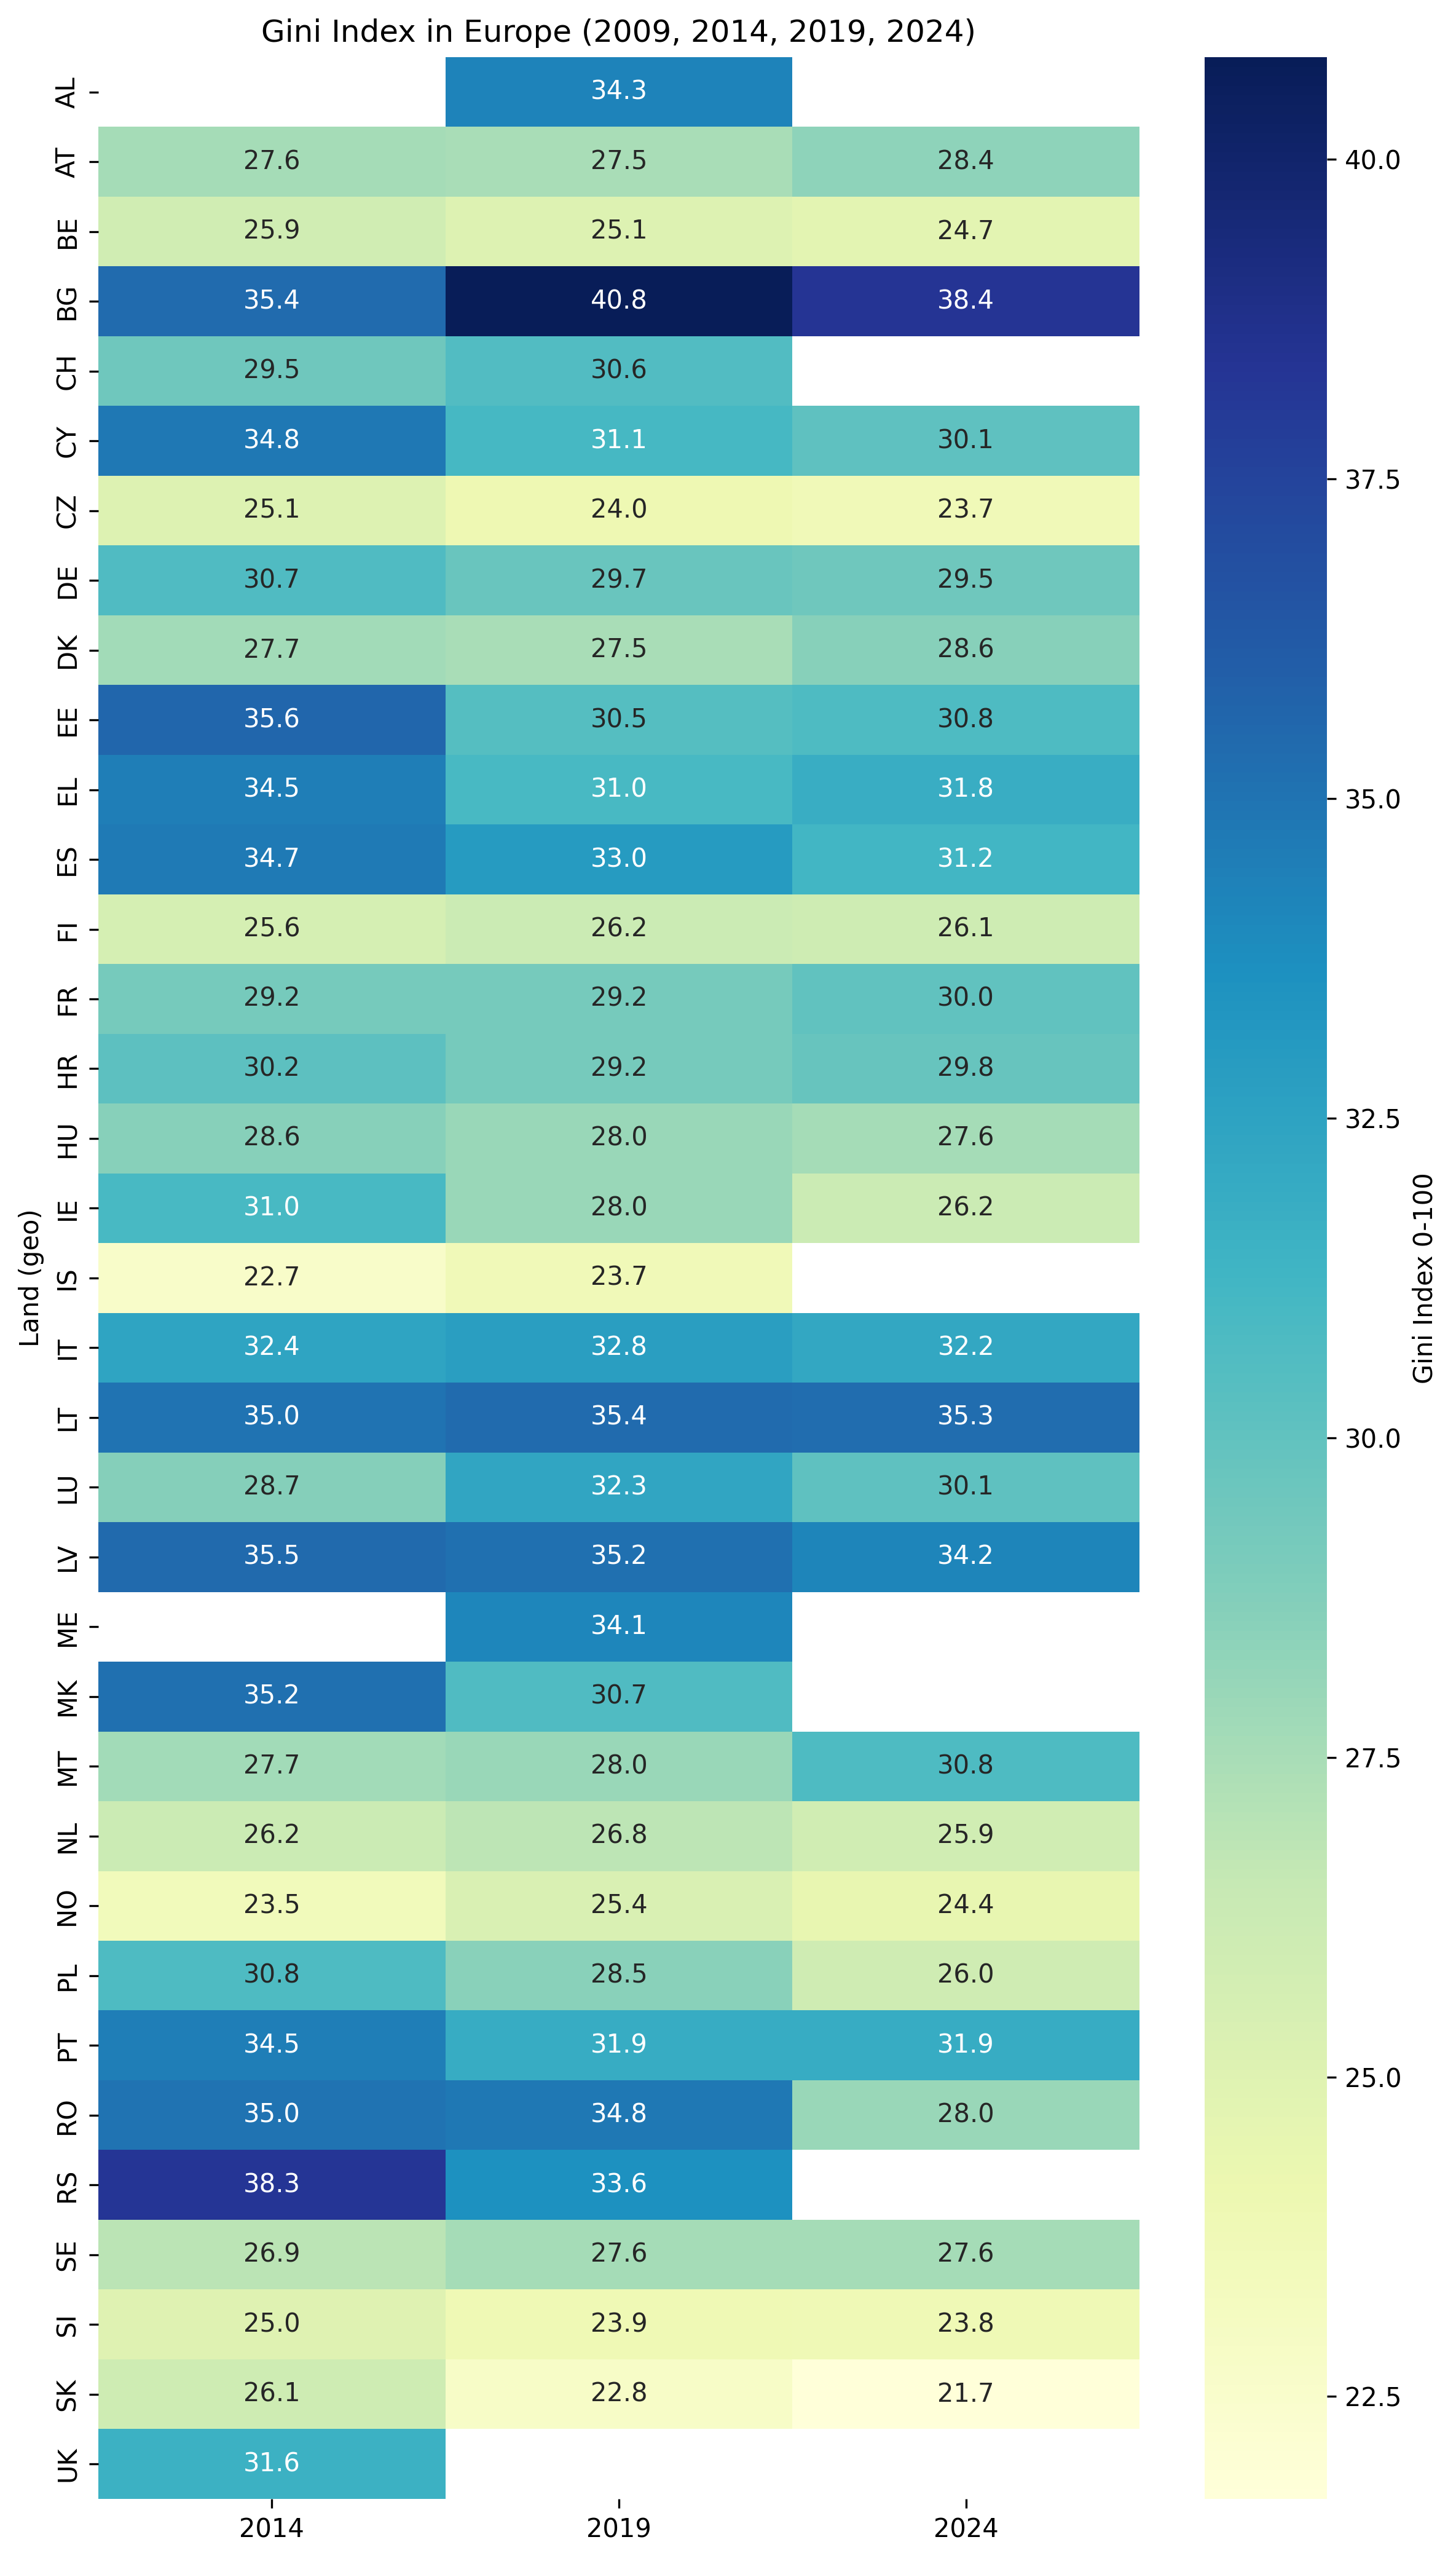 Gini Index in Europe (2009, 2014, 2019, 2024)
AL 34.3
AT 27.6 27.5 28.4
BE 25.9 25.1 24.7
BG 35.4 40.8 38.4
CH 29.5 30.6
CY 34.8 31.1 30.1
CZ 25.1 24.0 23.7
DE 30.7 29.7 29.5
DK 27.7 27.5 28.6
EE 35.6 30.5 30.8
EL 34.5 31.0 31.8
ES 34.7 33.0 31.2
FI 25.6 26.2 26.1
FR 29.2 29.2 30.0
HR 30.2 29.2 29.8
HU 28.6 28.0 27.6
IE 31.0 28.0 26.2
IS 22.7 23.7
IT 32.4 32.8 32.2
LT 35.0 35.4 35.3
LU 28.7 32.3 30.1
LV 35.5 35.2 34.2
ME 34.1
MK 35.2 30.7
MT 27.7 28.0 30.8
NL 26.2 26.8 25.9
NO 23.5 25.4 24.4
PL 30.8 28.5 26.0
PT 34.5 31.9 31.9
RO 35.0 34.8 28.0
RS 38.3 33.6
SE 26.9 27.6 27.6
SI 25.0 23.9 23.8
SK 26.1 22.8 21.7
UK 31.6
2014 2019 2024
Land (geo)
40.0
37.5
35.0
32.5
30.0
27.5
25.0
22.5
Gini Index 0-100